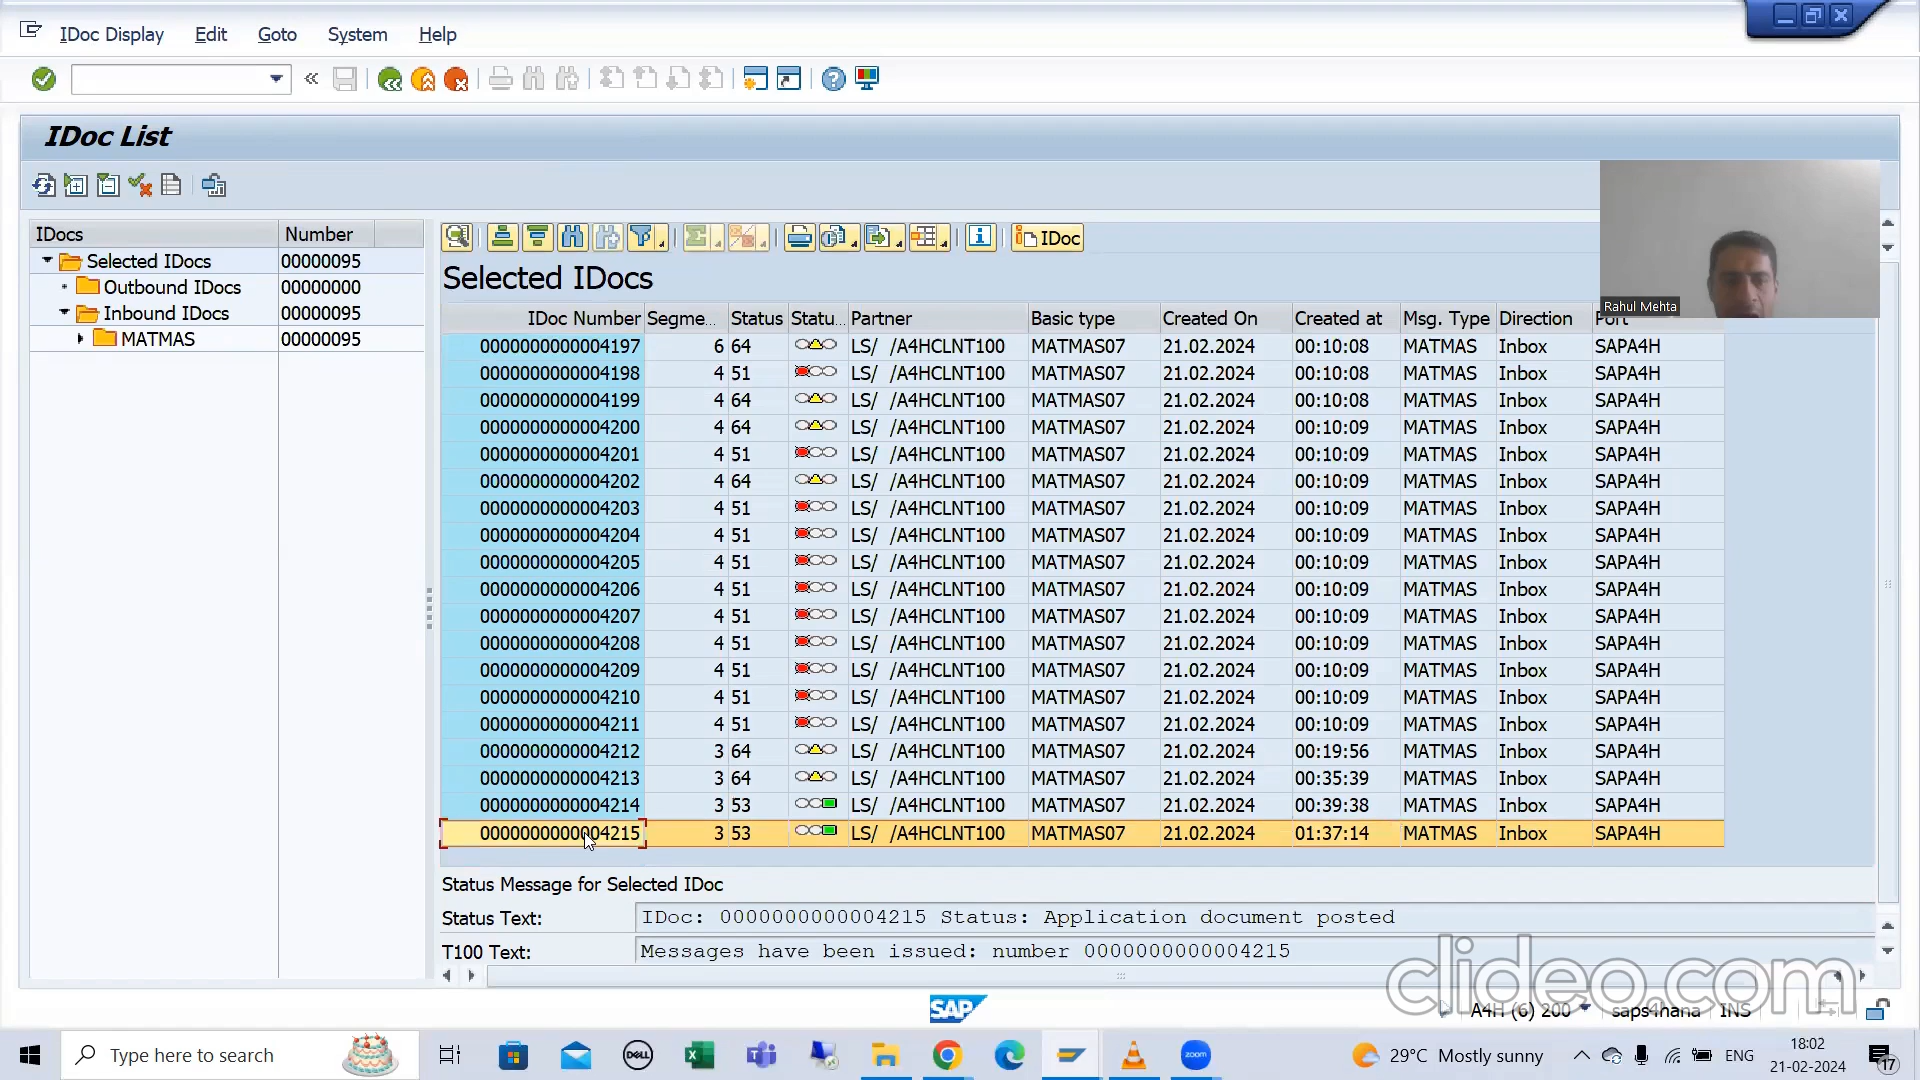 IDoc Display Edit Goto System Help
IDoc List
IDocs Number
Selected IDocs 00000095
Outbound IDocs 00000000
Inbound IDocs 00000095
MATMAS 00000095
IDoc
Selected IDocs
Rahul Mehta
IDoc Number Segme... Status Statu... Partner Basic type Created On Created at Msg. Type Direction Port
0000000000004197 6 64 LS/ /A4HCLNT100 MATMAS07 21.02.2024 00:10:08 MATMAS Inbox SAPA4H
0000000000004198 4 51 LS/ /A4HCLNT100 MATMAS07 21.02.2024 00:10:08 MATMAS Inbox SAPA4H
0000000000004199 4 64 LS/ /A4HCLNT100 MATMAS07 21.02.2024 00:10:08 MATMAS Inbox SAPA4H
0000000000004200 4 64 LS/ /A4HCLNT100 MATMAS07 21.02.2024 00:10:09 MATMAS Inbox SAPA4H
0000000000004201 4 51 LS/ /A4HCLNT100 MATMAS07 21.02.2024 00:10:09 MATMAS Inbox SAPA4H
0000000000004202 4 64 LS/ /A4HCLNT100 MATMAS07 21.02.2024 00:10:09 MATMAS Inbox SAPA4H
0000000000004203 4 51 LS/ /A4HCLNT100 MATMAS07 21.02.2024 00:10:09 MATMAS Inbox SAPA4H
0000000000004204 4 51 LS/ /A4HCLNT100 MATMAS07 21.02.2024 00:10:09 MATMAS Inbox SAPA4H
0000000000004205 4 51 LS/ /A4HCLNT100 MATMAS07 21.02.2024 00:10:09 MATMAS Inbox SAPA4H
0000000000004206 4 51 LS/ /A4HCLNT100 MATMAS07 21.02.2024 00:10:09 MATMAS Inbox SAPA4H
0000000000004207 4 51 LS/ /A4HCLNT100 MATMAS07 21.02.2024 00:10:09 MATMAS Inbox SAPA4H
0000000000004208 4 51 LS/ /A4HCLNT100 MATMAS07 21.02.2024 00:10:09 MATMAS Inbox SAPA4H
0000000000004209 4 51 LS/ /A4HCLNT100 MATMAS07 21.02.2024 00:10:09 MATMAS Inbox SAPA4H
0000000000004210 4 51 LS/ /A4HCLNT100 MATMAS07 21.02.2024 00:10:09 MATMAS Inbox SAPA4H
0000000000004211 4 51 LS/ /A4HCLNT100 MATMAS07 21.02.2024 00:10:09 MATMAS Inbox SAPA4H
0000000000004212 3 64 LS/ /A4HCLNT100 MATMAS07 21.02.2024 00:19:56 MATMAS Inbox SAPA4H
0000000000004213 3 64 LS/ /A4HCLNT100 MATMAS07 21.02.2024 00:35:39 MATMAS Inbox SAPA4H
0000000000004214 3 53 LS/ /A4HCLNT100 MATMAS07 21.02.2024 00:39:38 MATMAS Inbox SAPA4H
0000000000004215 3 53 LS/ /A4HCLNT100 MATMAS07 21.02.2024 01:37:14 MATMAS Inbox SAPA4H
Status Message for Selected IDoc
Status Text: IDoc: 0000000000004215 Status: Application document posted
T100 Text: Messages have been issued: number 0000000000004215
clideo.com
SAP
A4H (6) 200 saps4hana INS
Type here to search
DELL
zoom
29°C Mostly sunny
ENG
18:02
21-02-2024
17